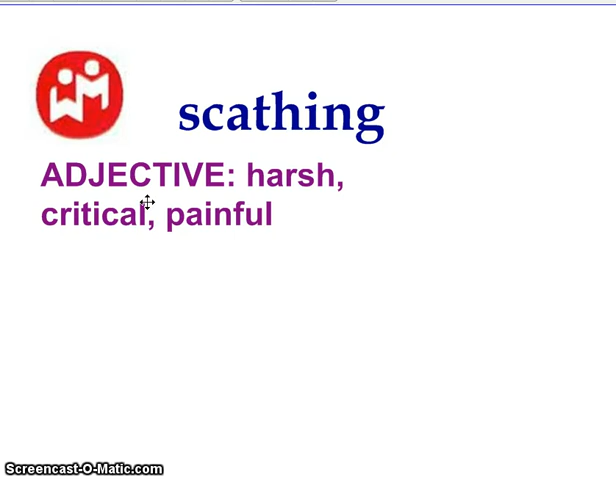 scathing
ADJECTIVE: harsh,
critical, painful
Screencast-O-Matic.com